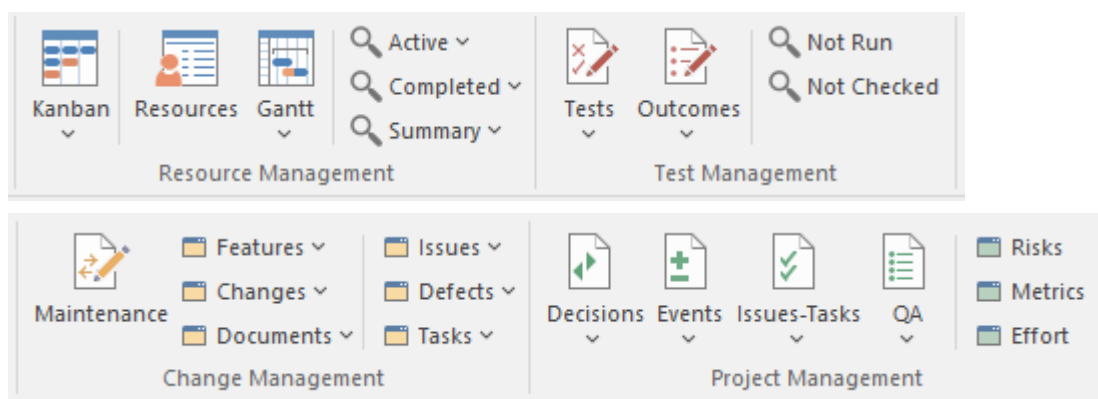 Kanban
Resources
Gantt
Active
Completed
Summary
Resource Management
Tests
Outcomes
Not Run
Not Checked
Test Management
Maintenance
Features
Changes
Documents
Issues
Defects
Tasks
Change Management
Decisions
Events
Issues-Tasks
QA
Risks
Metrics
Effort
Project Management